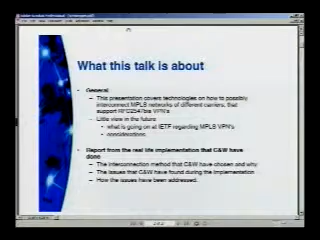 What this talk is about
• General
– This presentation covers technologies on how to possibly
interconnect MPLS networks of different carriers, that
support RFC2547bis VPN's
– Little view in the future
• what is going on at IETF regarding MPLS VPN's
• considerations
• Report from the real life implementation that C&W have
done
– The interconnection method that C&W have chosen and why
– The issues that C&W have found during the implementation
– How the issues have been addressed.